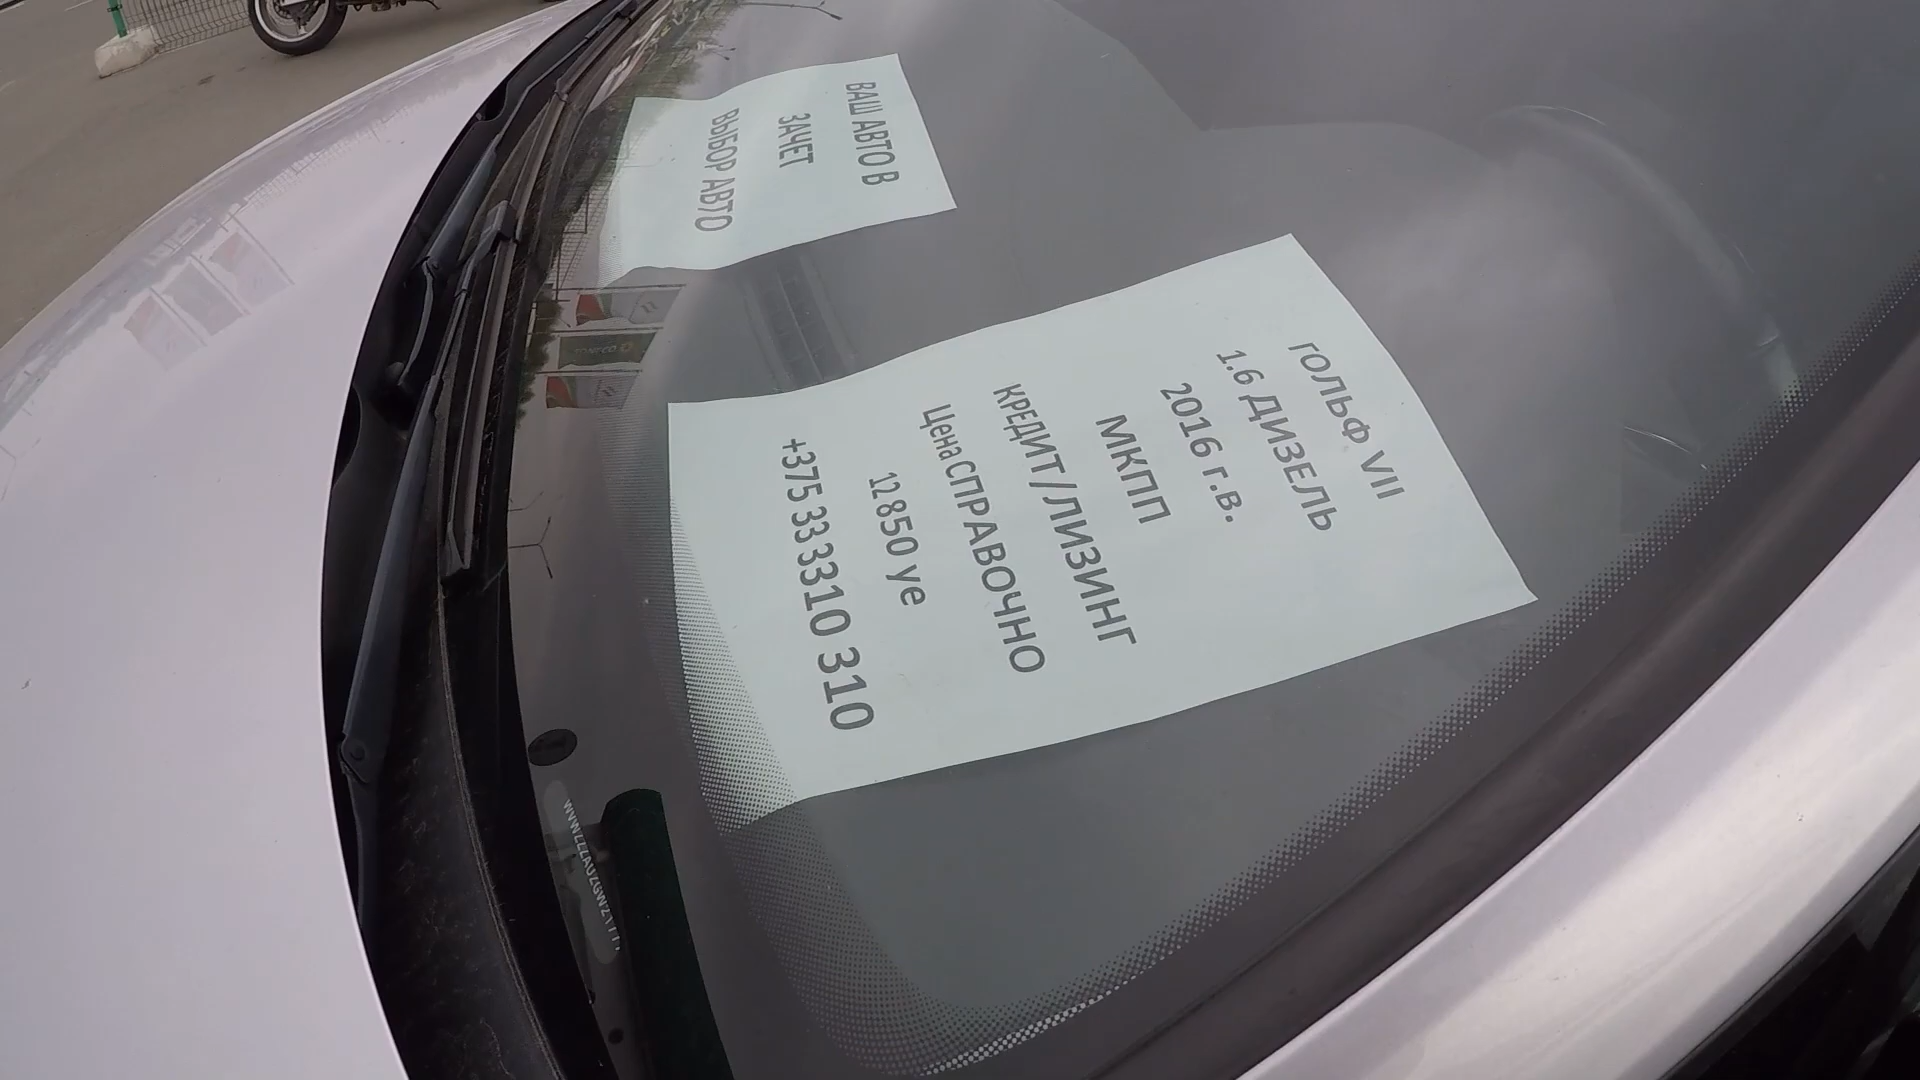 ВАШ АВТО В
ЗАЧЕТ
ВЫБОР АВТО
ГОЛЬФ VII
1.6 ДИЗЕЛЬ
2016 г.в.
МКПП
КРЕДИТ/ЛИЗИНГ
Цена СПРАВОЧНО
12 850 уе
+375 33 3310 310